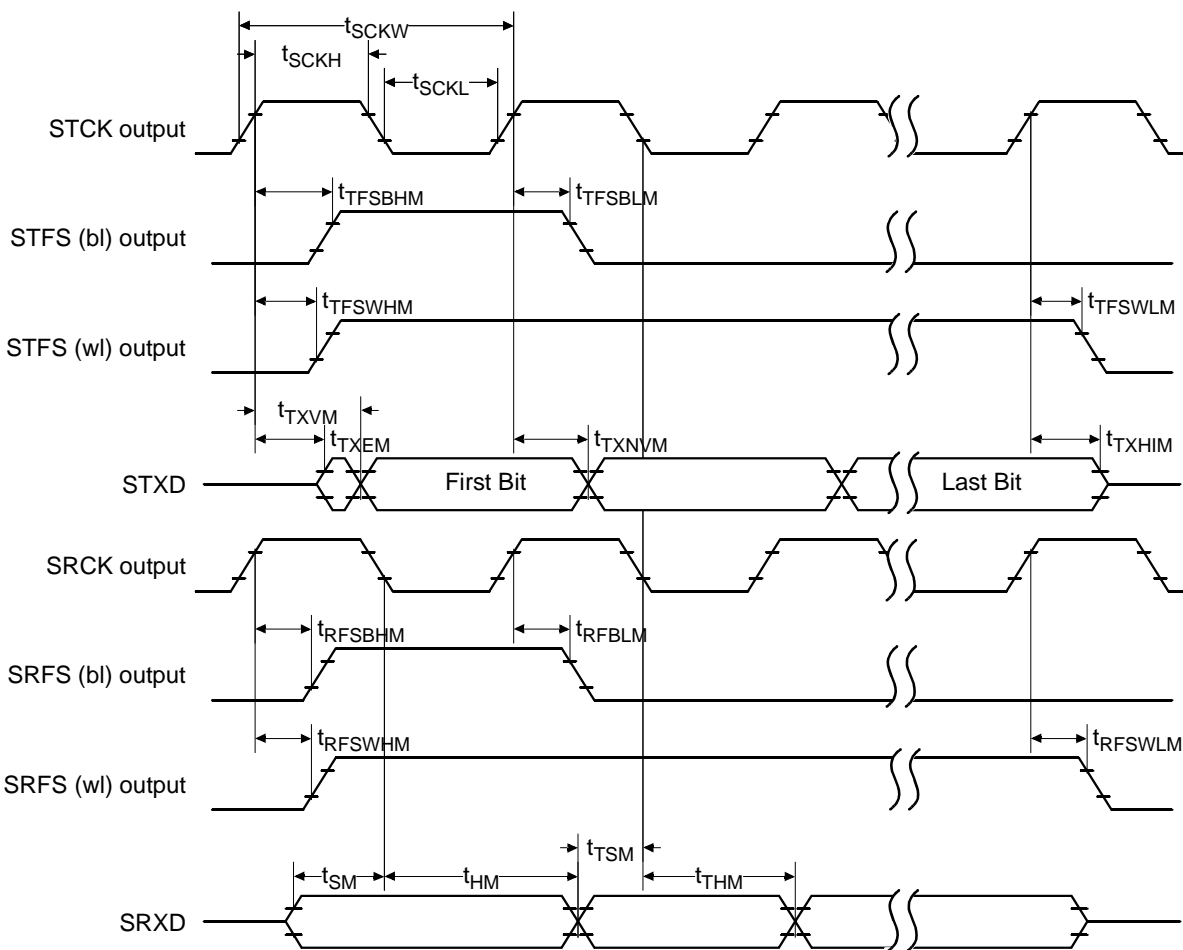 tSCKW
tSCKH
tSCKL
STCK output
tTFSBHM
tTFSBLM
STFS (bl) output
tTFSWHM
tTFSWLM
STFS (wl) output
tTXVM
tTXEM
tTXNVM
tTXHIM
STXD
First Bit
Last Bit
SRCK output
tRFSBHM
tRFBLM
SRFS (bl) output
tRFSWHM
tRFSWLM
SRFS (wl) output
tTSM
tSM
tHM
tTHM
SRXD